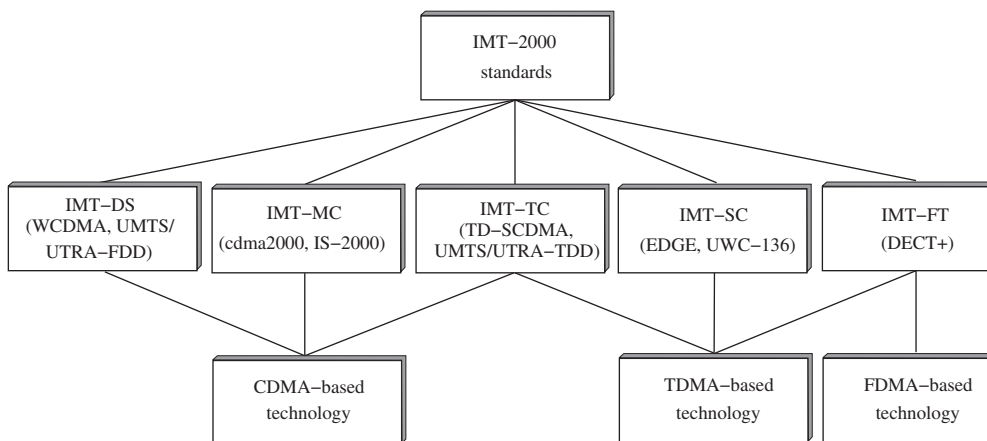 IMT−2000
standards
IMT−DS
(WCDMA, UMTS/
UTRA−FDD)
IMT−MC
(cdma2000, IS−2000)
IMT−TC
(TD−SCDMA,
UMTS/UTRA−TDD)
IMT−SC
(EDGE, UWC−136)
IMT−FT
(DECT+)
CDMA−based
technology
TDMA−based
technology
FDMA−based
technology